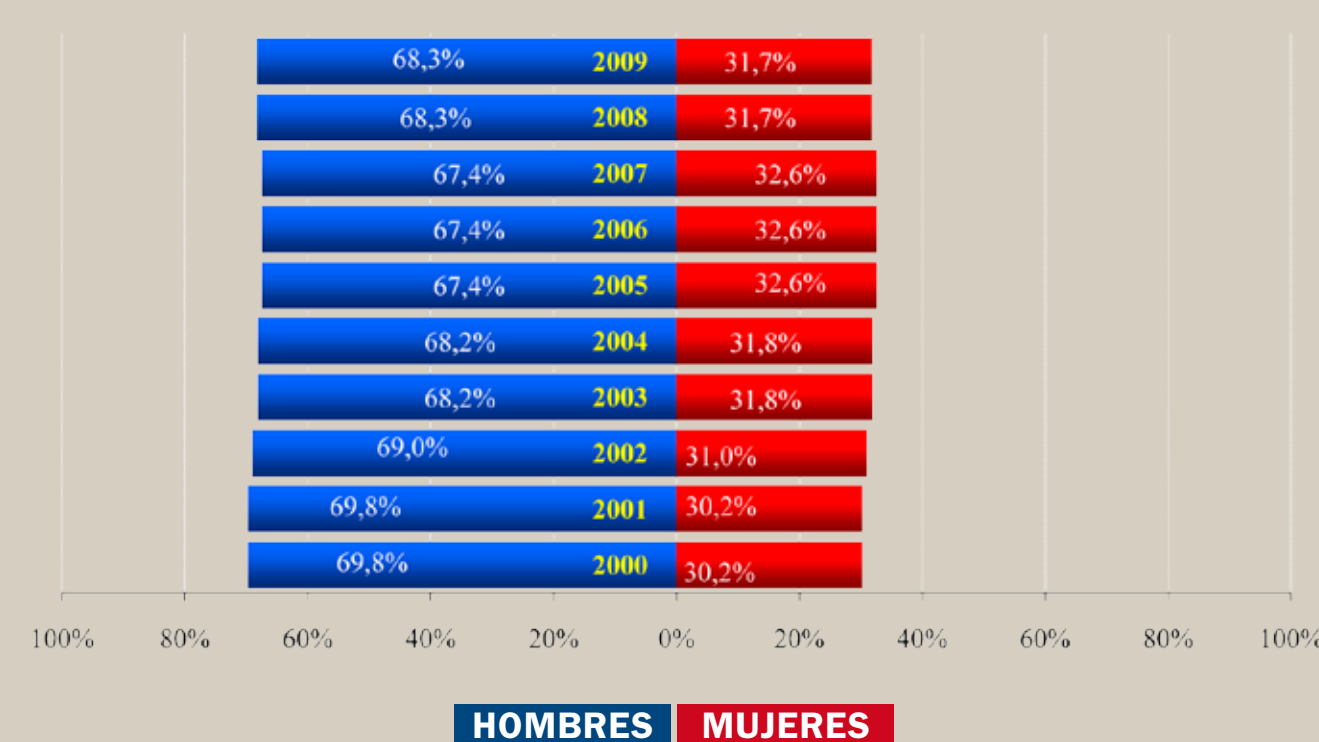 68,3% 2009 31,7%
68,3% 2008 31,7%
67,4% 2007 32,6%
67,4% 2006 32,6%
67,4% 2005 32,6%
68,2% 2004 31,8%
68,2% 2003 31,8%
69,0% 2002 31,0%
69,8% 2001 30,2%
69,8% 2000 30,2%
100% 80% 60% 40% 20% 0% 20% 40% 60% 80% 100%
HOMBRES MUJERES